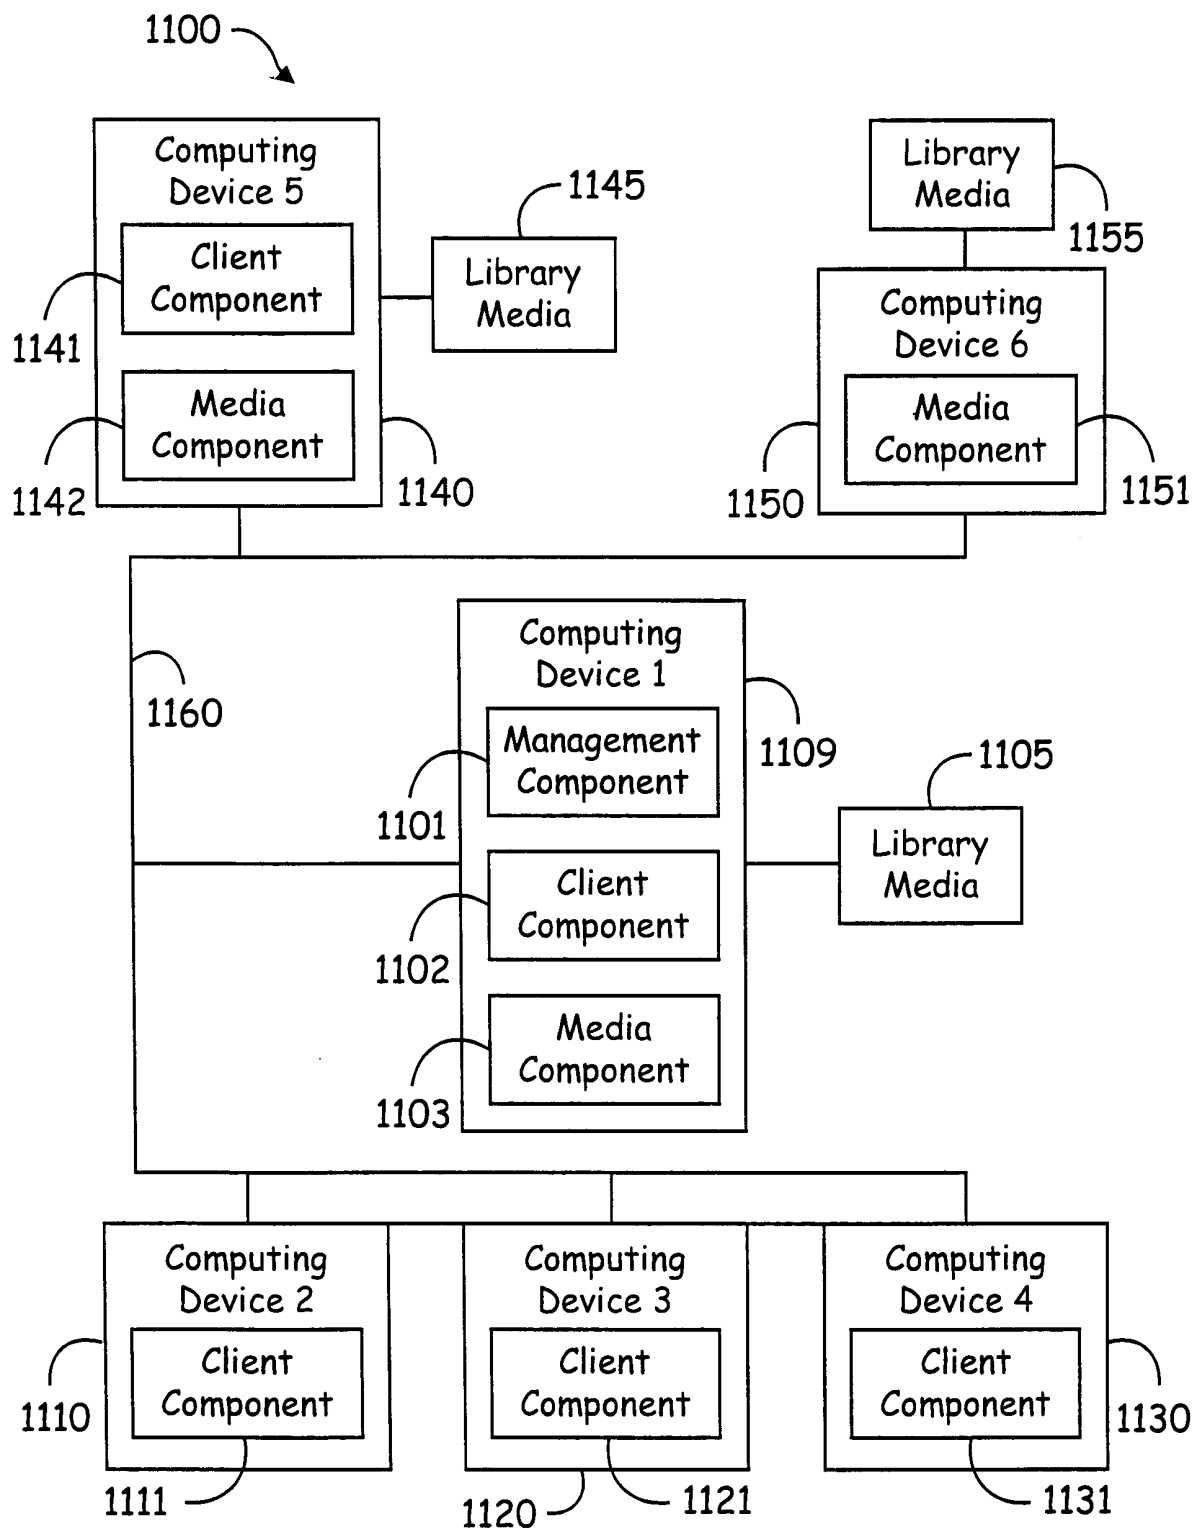 1100
Computing
Device 5
Client
Component
Media
Component
1141
1142
1140
1145
Library
Media
Library
Media
1155
Computing
Device 6
Media
Component
1150
1151
1160
Computing
Device 1
Management
Component
Client
Component
Media
Component
1101
1102
1103
1109
1105
Library
Media
Computing
Device 2
Client
Component
1110
1111
Computing
Device 3
Client
Component
1120
1121
Computing
Device 4
Client
Component
1130
1131